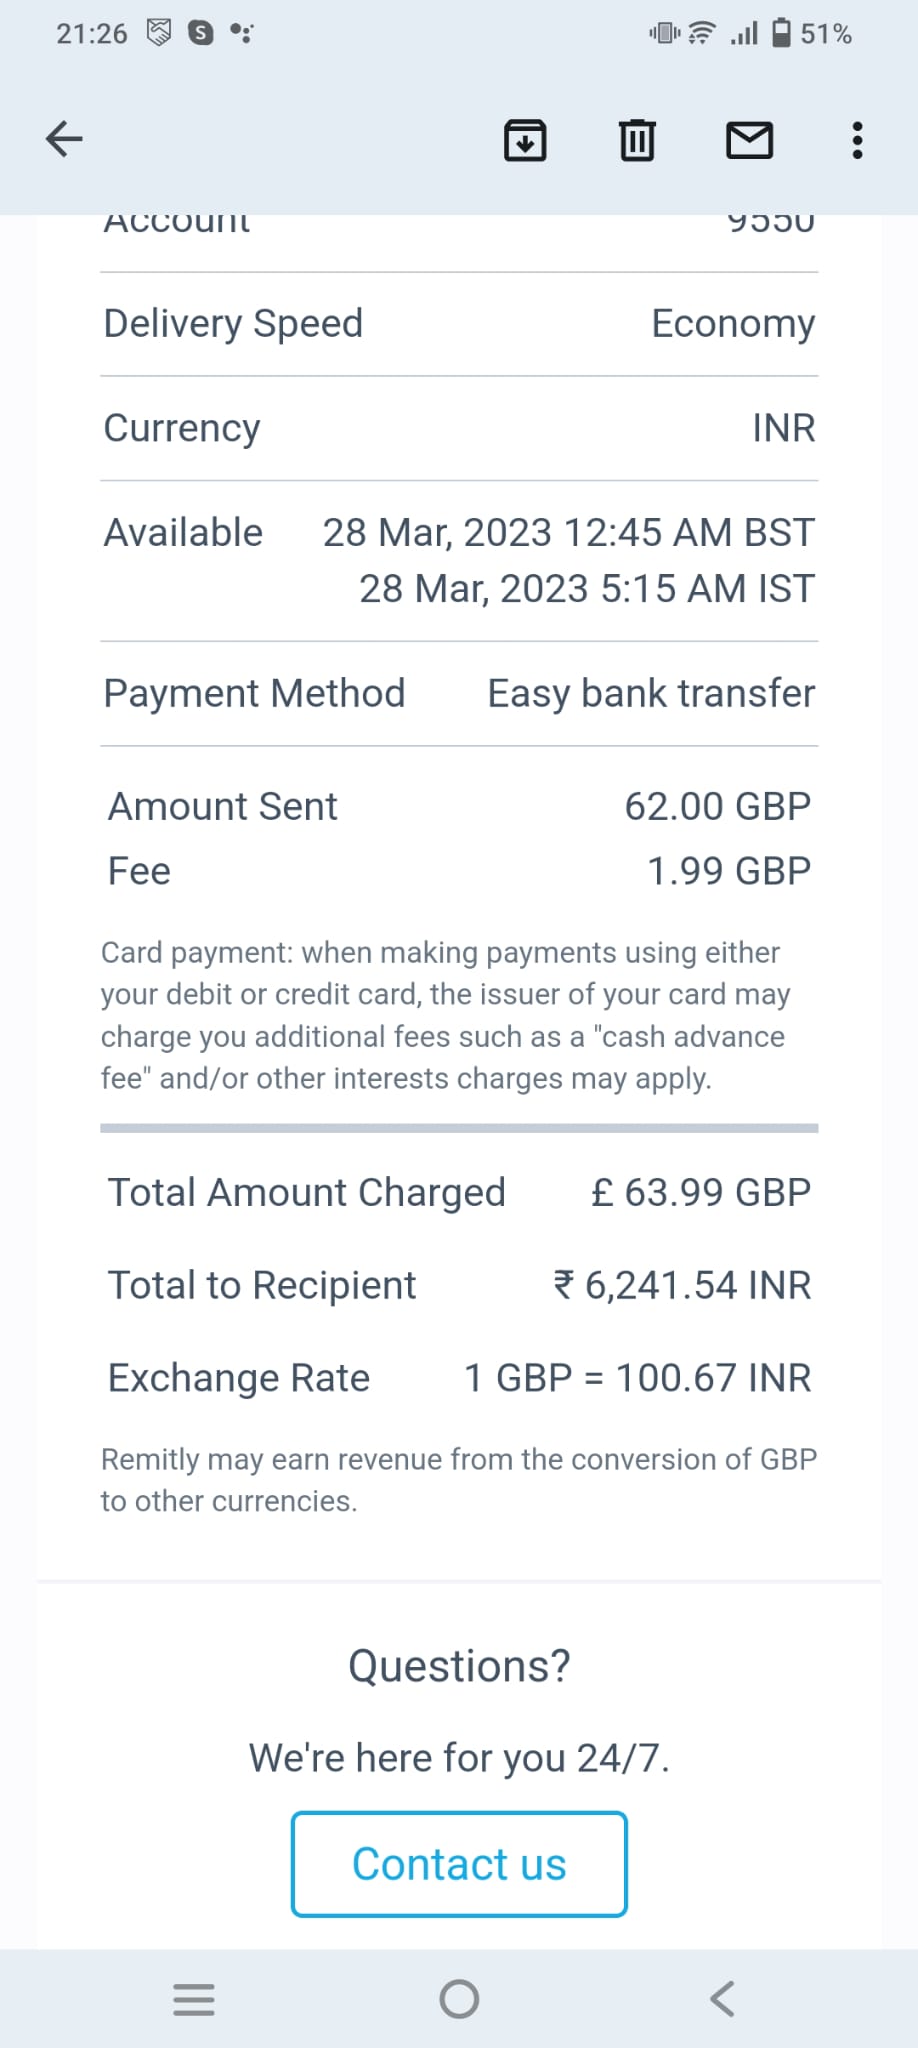 21:26 S 51%
Account 9550
Delivery Speed Economy
Currency INR
Available 28 Mar, 2023 12:45 AM BST
28 Mar, 2023 5:15 AM IST
Payment Method Easy bank transfer
Amount Sent 62.00 GBP
Fee 1.99 GBP
Card payment: when making payments using either
your debit or credit card, the issuer of your card may
charge you additional fees such as a "cash advance
fee" and/or other interests charges may apply.
Total Amount Charged £ 63.99 GBP
Total to Recipient ₹ 6,241.54 INR
Exchange Rate 1 GBP = 100.67 INR
Remitly may earn revenue from the conversion of GBP
to other currencies.
Questions?
We're here for you 24/7.
Contact us